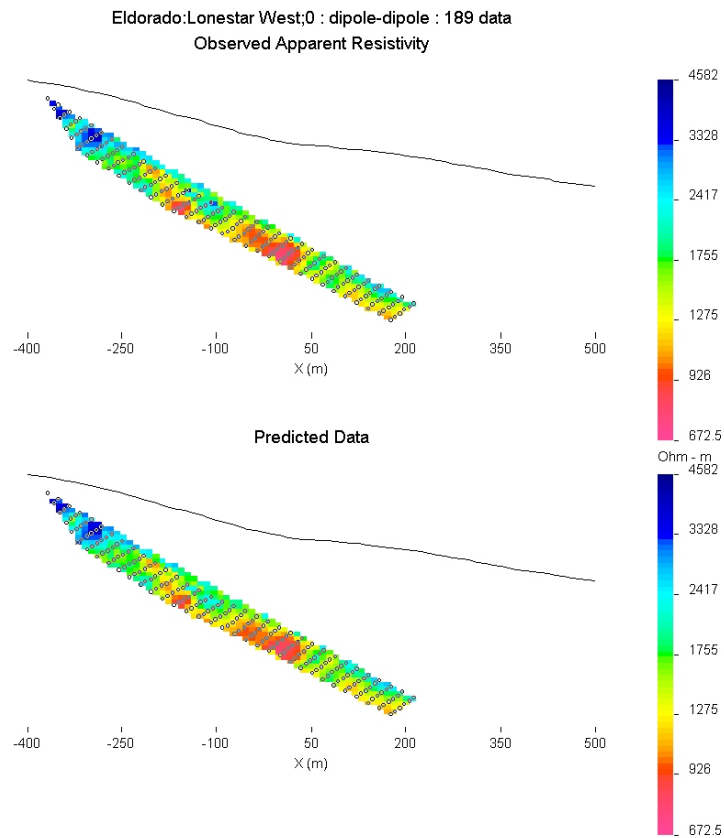 Eldorado:Lonestar West;0 : dipole-dipole : 189 data
Observed Apparent Resistivity
4582
3328
2417
1755
1275
926
672.5
Ohm - m
-400 -250 -100 50 200 350 500
X (m)
Predicted Data
4582
3328
2417
1755
1275
926
672.5
-400 -250 -100 50 200 350 500
X (m)